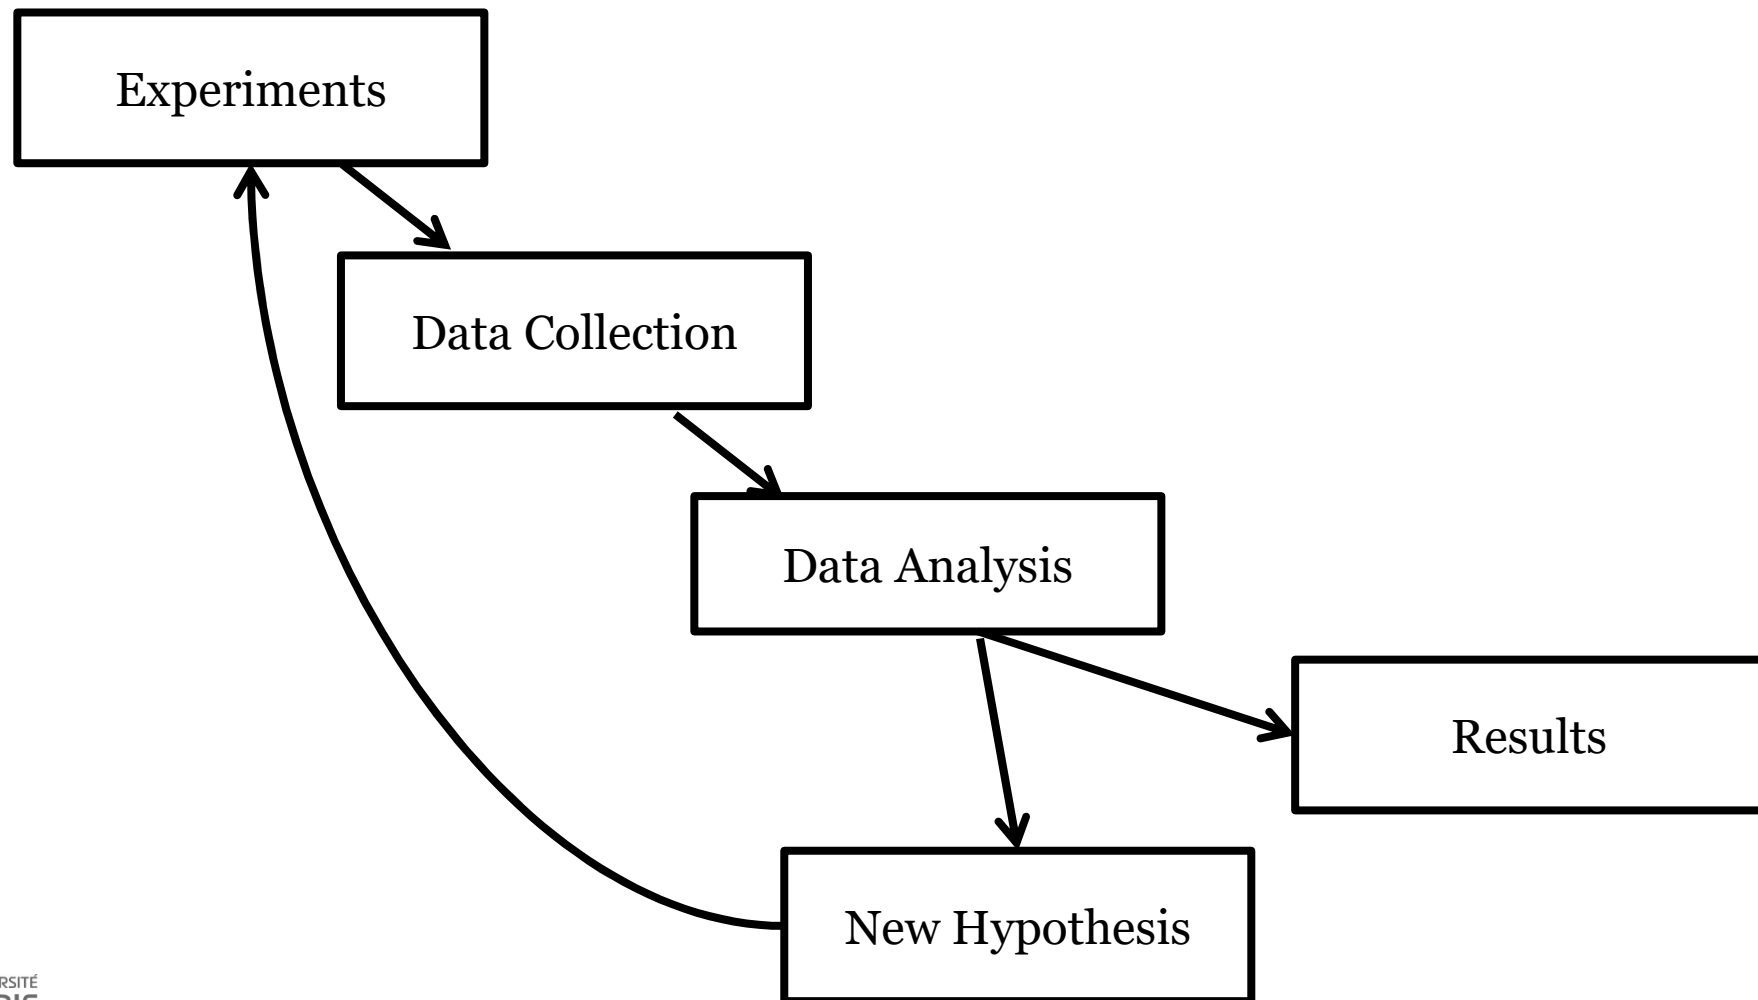 Experiments
Data Collection
Data Analysis
Results
New Hypothesis